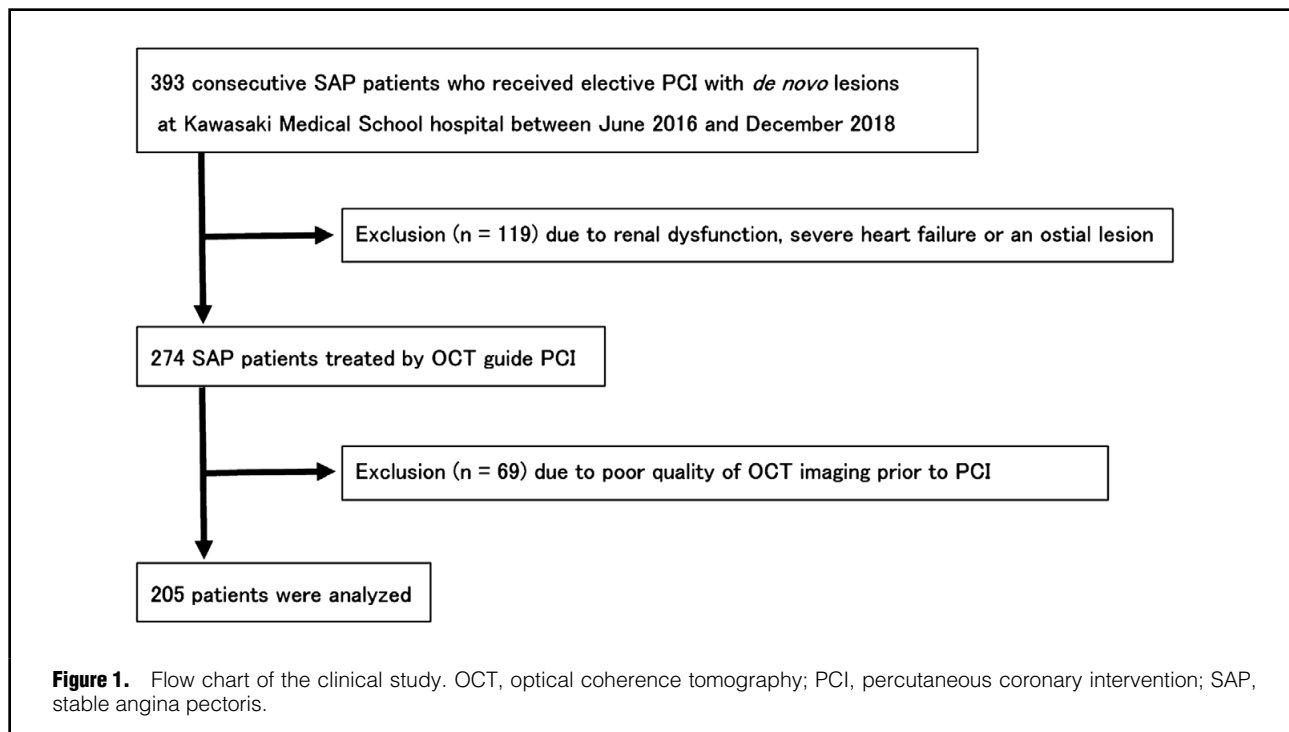 393 consecutive SAP patients who received elective PCI with de novo lesions
at Kawasaki Medical School hospital between June 2016 and December 2018
Exclusion (n = 119) due to renal dysfunction, severe heart failure or an ostial lesion
274 SAP patients treated by OCT guide PCI
Exclusion (n = 69) due to poor quality of OCT imaging prior to PCI
205 patients were analyzed
Figure 1. Flow chart of the clinical study. OCT, optical coherence tomography; PCI, percutaneous coronary intervention; SAP,
stable angina pectoris.